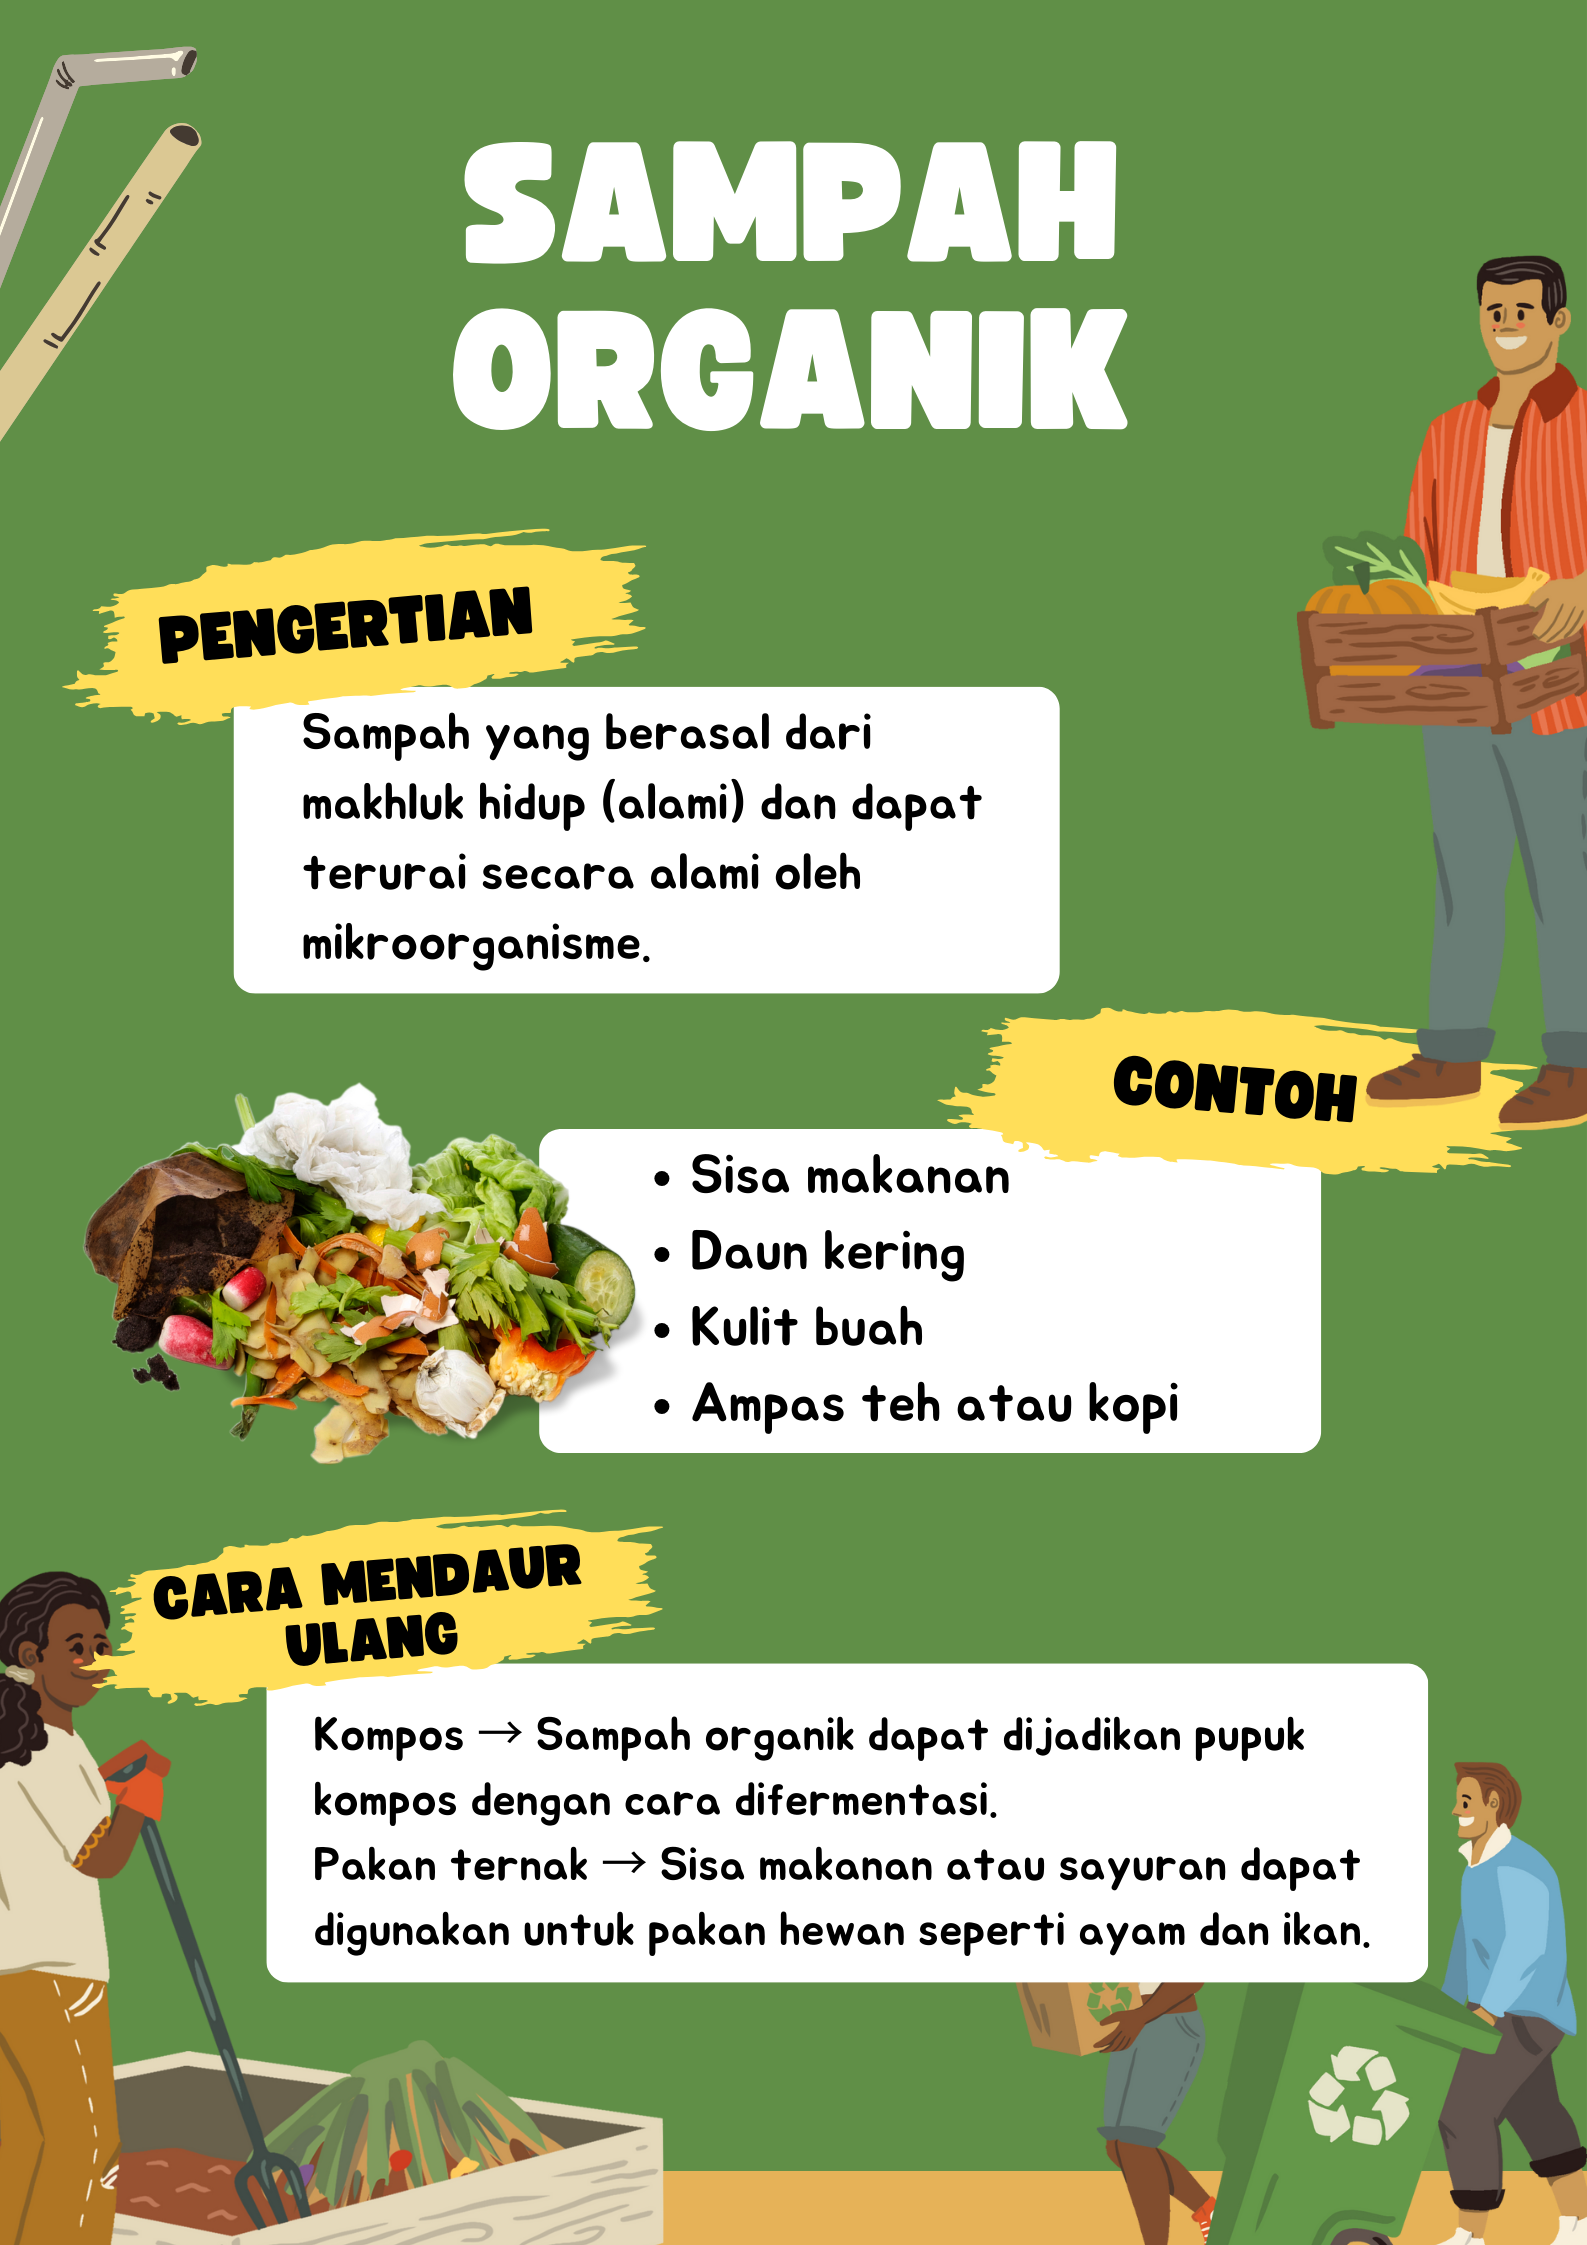 SAMPAH
ORGANIK
PENGERTIAN
Sampah yang berasal dari
makhluk hidup (alami) dan dapat
terurai secara alami oleh
mikroorganisme.
CONTOH
• Sisa makanan
• Daun kering
• Kulit buah
• Ampas teh atau kopi
CARA MENDAUR
ULANG
Kompos → Sampah organik dapat dijadikan pupuk
kompos dengan cara difermentasi.
Pakan ternak → Sisa makanan atau sayuran dapat
digunakan untuk pakan hewan seperti ayam dan ikan.